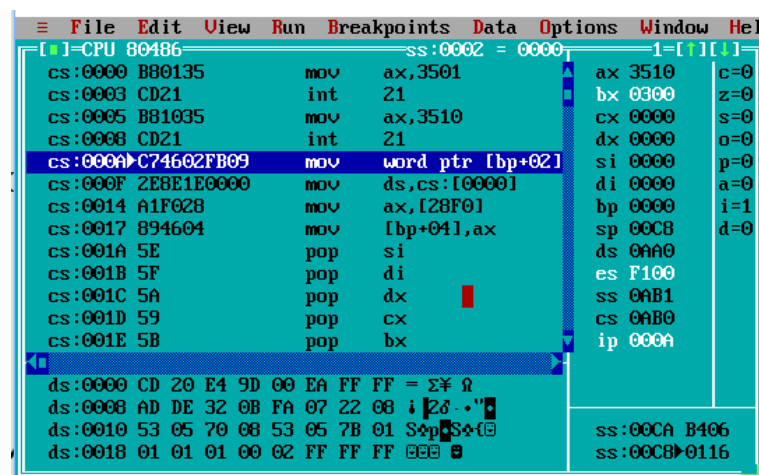 ≡ File Edit View Run Breakpoints Data Options Window Hel
[■]=CPU 80486 ss:0002 = 0000 1=[↑][↓]
cs:0000 B80135 mov ax,3501 ax 3510 c=0
cs:0003 CD21 int 21 bx 0300 z=0
cs:0005 B81035 mov ax,3510 cx 0000 s=0
cs:0008 CD21 int 21 dx 0000 o=0
cs:000A►C74602FB09 mov word ptr [bp+02] si 0000 p=0
cs:000F 2E8E1E0000 mov ds,cs:[0000] di 0000 a=0
cs:0014 A1F028 mov ax,[28F0] bp 0000 i=1
cs:0017 894604 mov [bp+04],ax sp 00C8 d=0
cs:001A 5E pop si ds 0AA0
cs:001B 5F pop di es F100
cs:001C 5A pop dx ss 0AB1
cs:001D 59 pop cx cs 0AB0
cs:001E 5B pop bx ip 000A
ds:0000 CD 20 E4 9D 00 EA FF FF = Σ¥ Ω
ds:0008 AD DE 32 0B FA 07 22 08
ds:0010 53 05 70 08 53 05 7B 01 ss:00CA B406
ds:0018 01 01 01 00 02 FF FF FF ss:00C8►0116